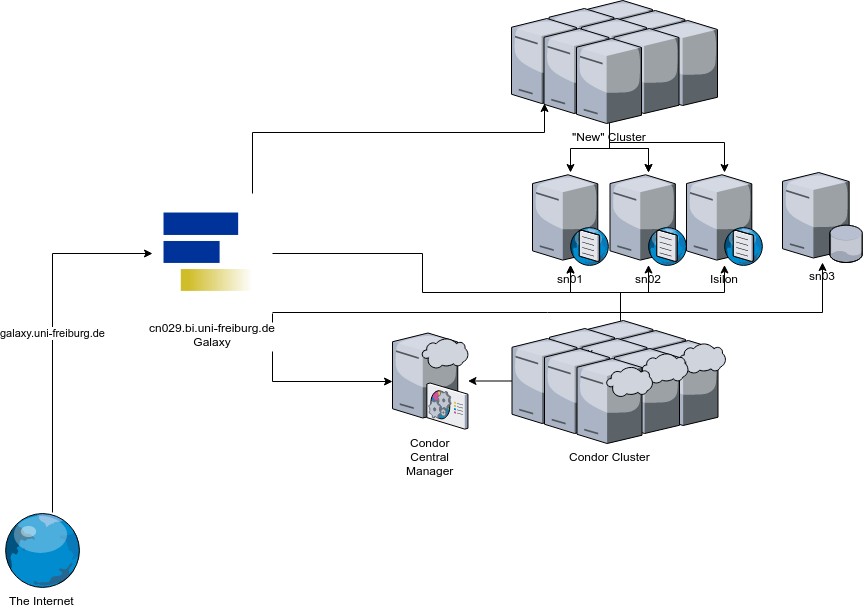 "New" Cluster
sn01
sn02
Isilon
sn03
galaxy.uni-freiburg.de
cn029.bi.uni-freiburg.de
Galaxy
Condor
Central
Manager
Condor Cluster
The Internet